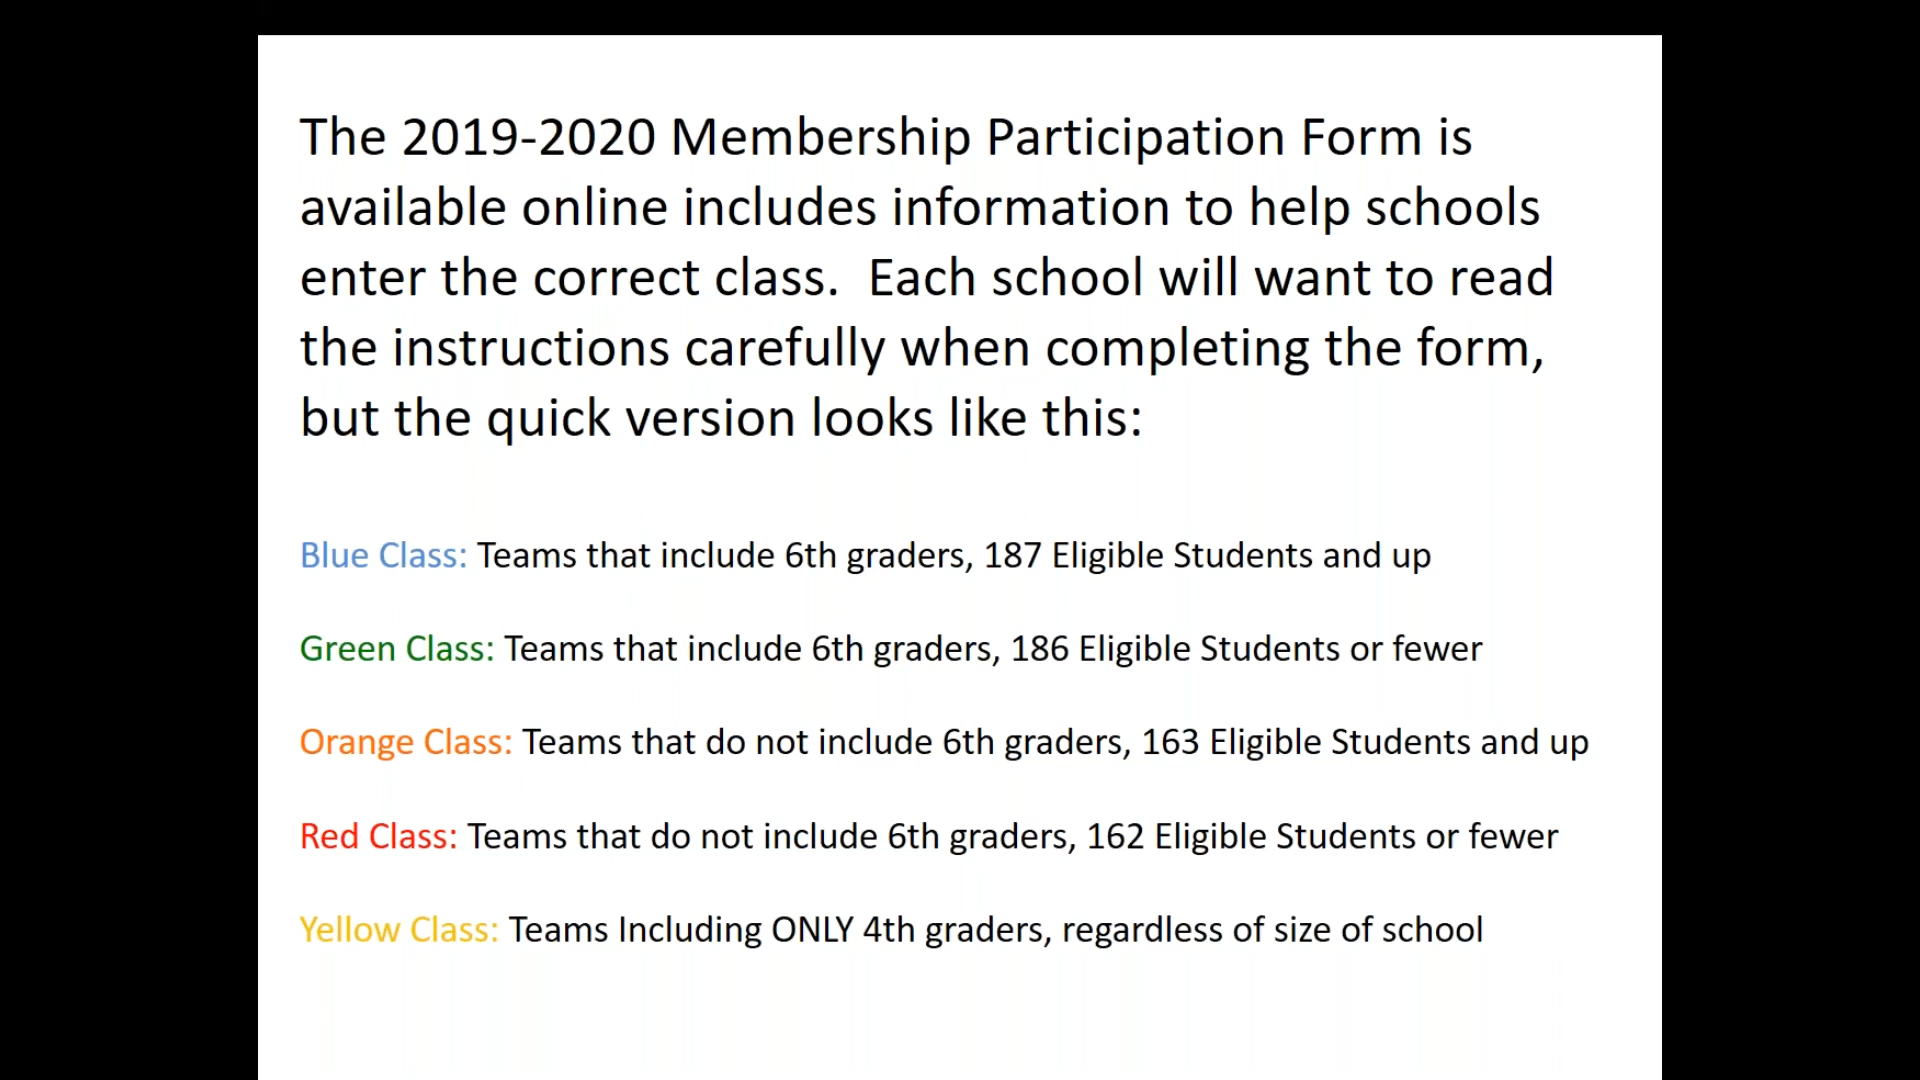 The 2019-2020 Membership Participation Form is
available online includes information to help schools
enter the correct class.  Each school will want to read
the instructions carefully when completing the form,
but the quick version looks like this:
Blue Class: Teams that include 6th graders, 187 Eligible Students and up
Green Class: Teams that include 6th graders, 186 Eligible Students or fewer
Orange Class: Teams that do not include 6th graders, 163 Eligible Students and up
Red Class: Teams that do not include 6th graders, 162 Eligible Students or fewer
Yellow Class: Teams Including ONLY 4th graders, regardless of size of school